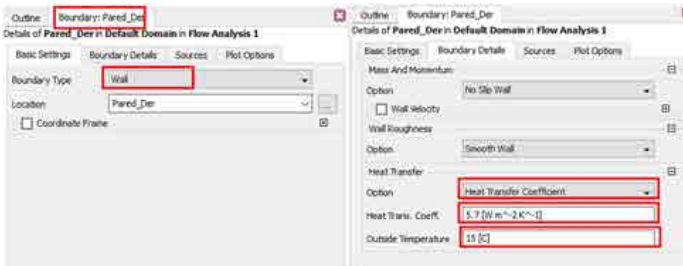 Outline Boundary: Pared_Der
Details of Pared_Der in Default Domain in Flow Analysis 1
Basic Settings Boundary Details Sources Plot Options
Boundary Type Wall
Location Pared_Der
Coordinate Frame
Outline Boundary: Pared_Der
Details of Pared_Der in Default Domain in Flow Analysis 1
Basic Settings Boundary Details Sources Plot Options
Mass And Momentum
Option No Slip Wall
Wall Velocity
Wall Roughness
Option Smooth Wall
Heat Transfer
Option Heat Transfer Coefficient
Heat Trans. Coeff. 5.7 [W m^-2 K^-1]
Outside Temperature 15 [C]